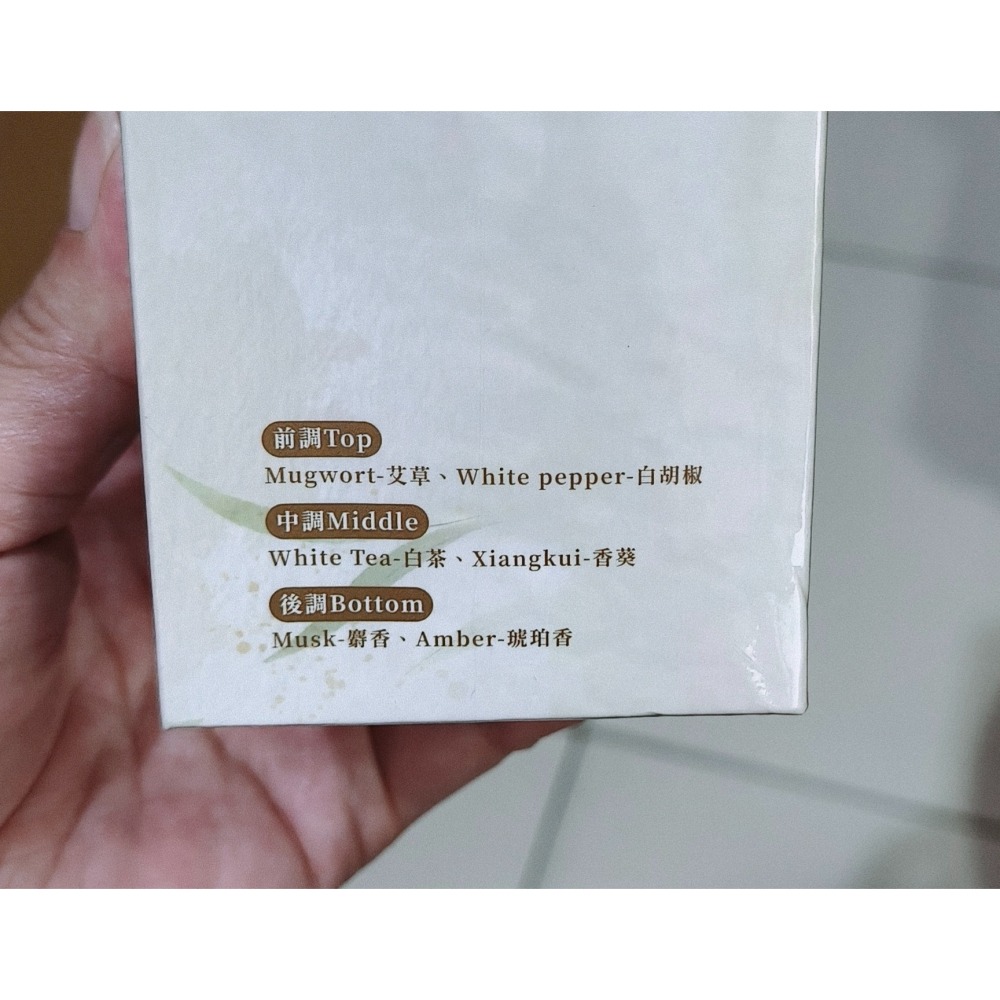 前調Top
Mugwort-艾草、White pepper-白胡椒
中調Middle
White Tea-白茶、Xiangkui-香葵
後調Bottom
Musk-麝香、Amber-琥珀香